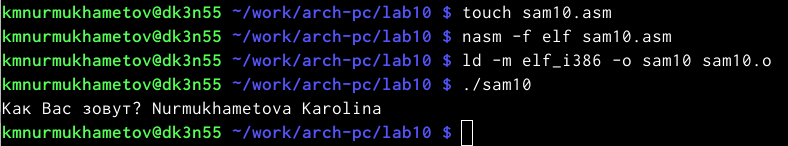 kmnurmukhametov@dk3n55 ~/work/arch-pc/lab10 $ touch sam10.asm
kmnurmukhametov@dk3n55 ~/work/arch-pc/lab10 $ nasm -f elf sam10.asm
kmnurmukhametov@dk3n55 ~/work/arch-pc/lab10 $ ld -m elf_i386 -o sam10 sam10.o
kmnurmukhametov@dk3n55 ~/work/arch-pc/lab10 $ ./sam10
Как Вас зовут? Nurmukhametova Karolina
kmnurmukhametov@dk3n55 ~/work/arch-pc/lab10 $